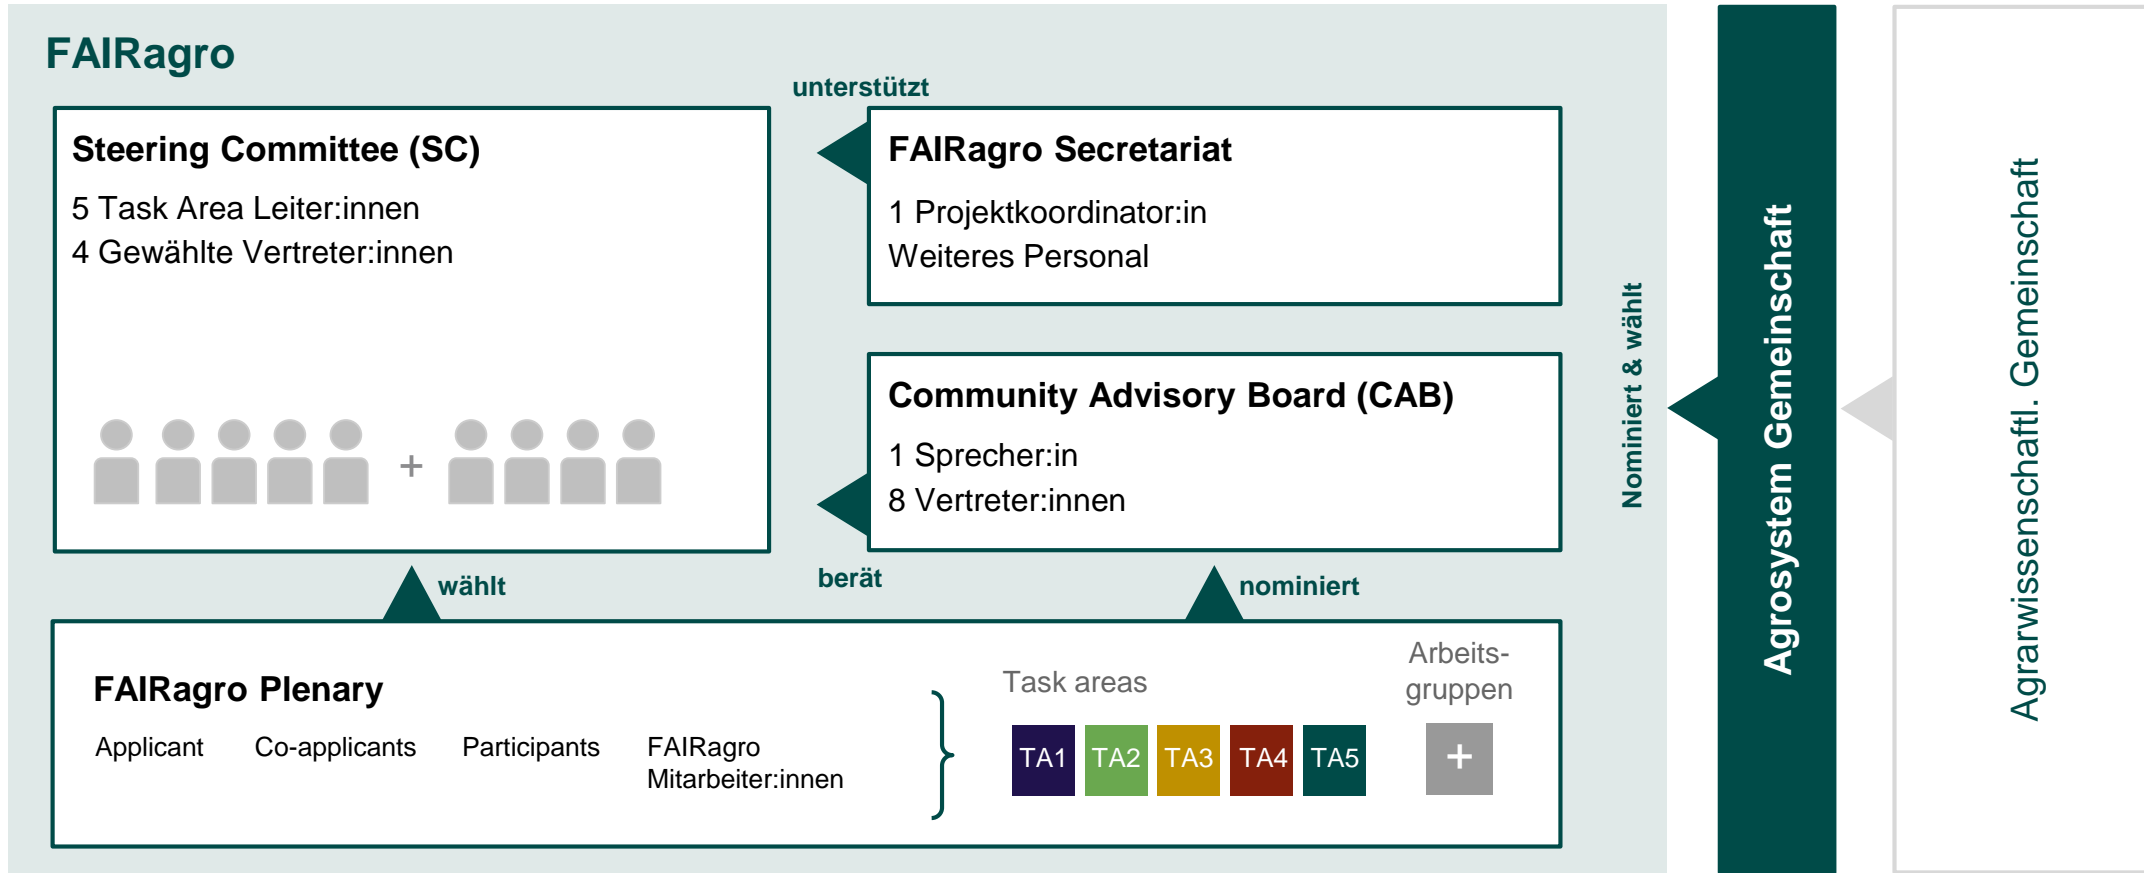 FAIRagro
Steering Committee (SC)
5 Task Area Leiter:innen
4 Gewählte Vertreter:innen
+
unterstützt
FAIRagro Secretariat
1 Projektkoordinator:in
Weiteres Personal
Community Advisory Board (CAB)
1 Sprecher:in
8 Vertreter:innen
berät
wählt
nominiert
FAIRagro Plenary
Applicant
Co-applicants
Participants
FAIRagro
Mitarbeiter:innen
Task areas
TA1
TA2
TA3
TA4
TA5
Arbeits-
gruppen
+
Nominiert & wählt
Agrosystem Gemeinschaft
Agrarwissenschaftl. Gemeinschaft